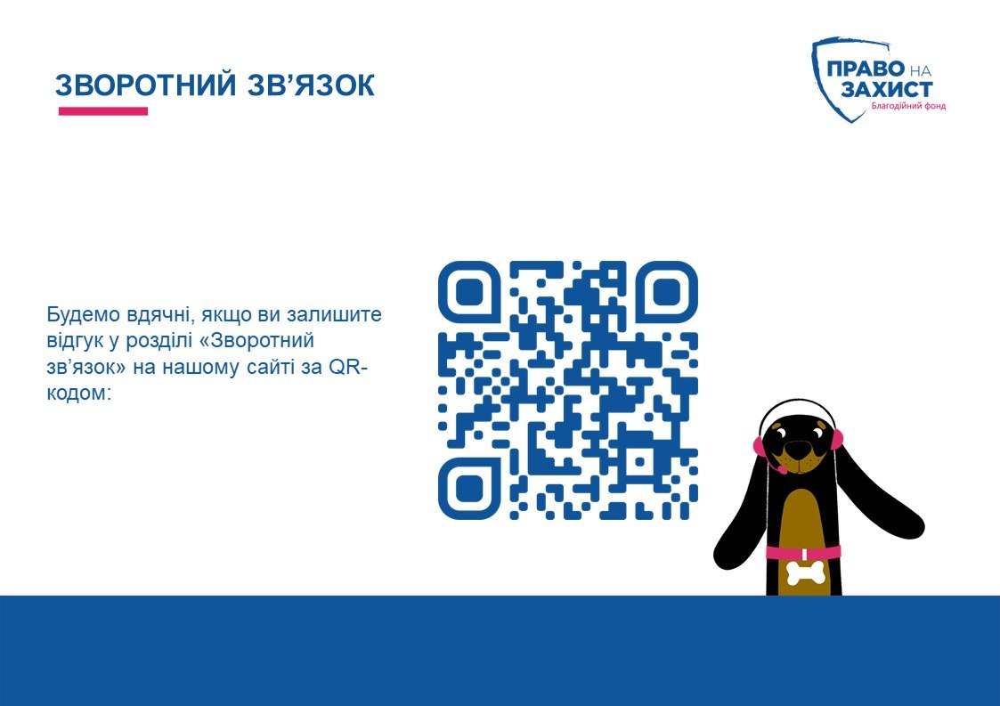 ЗВОРОТНИЙ ЗВ’ЯЗОК
ПРАВО НА
ЗАХИСТ
Благодійний фонд
Будемо вдячні, якщо ви залишите
відгук у розділі «Зворотний
зв’язок» на нашому сайті за QR-
кодом: